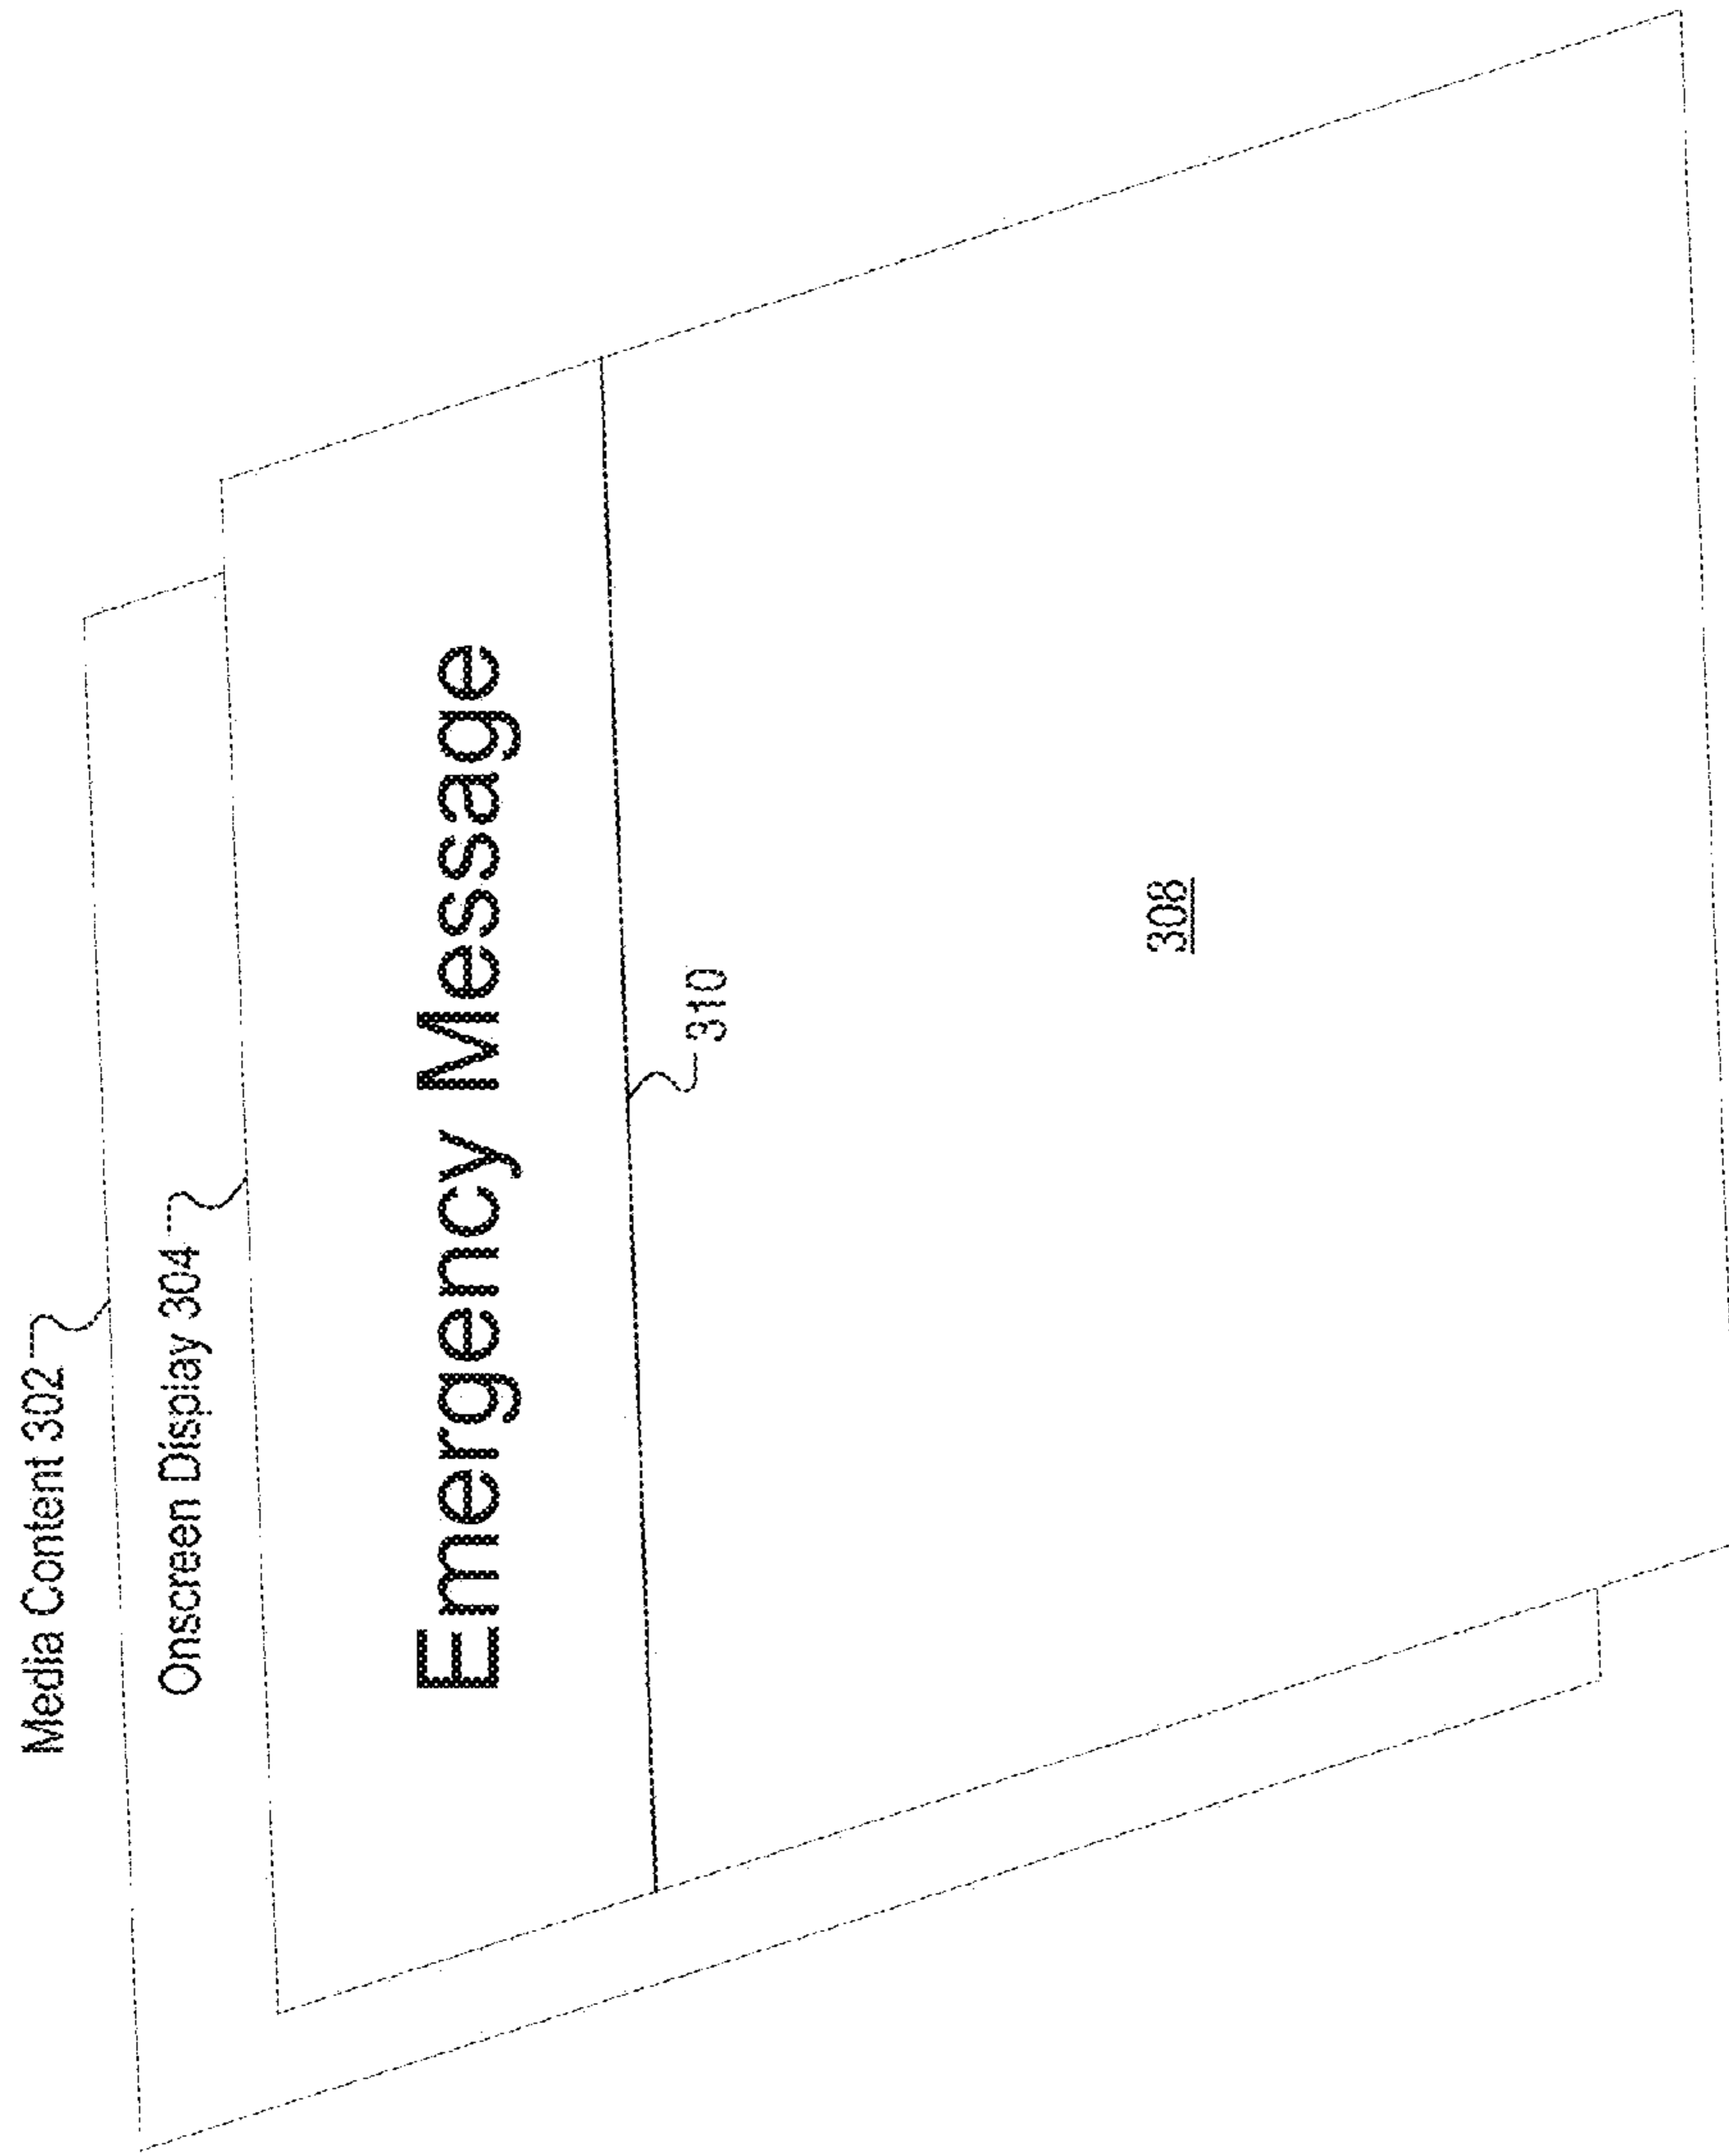 Media Content 302
Onscreen Display 304
Emergency Message
310
308